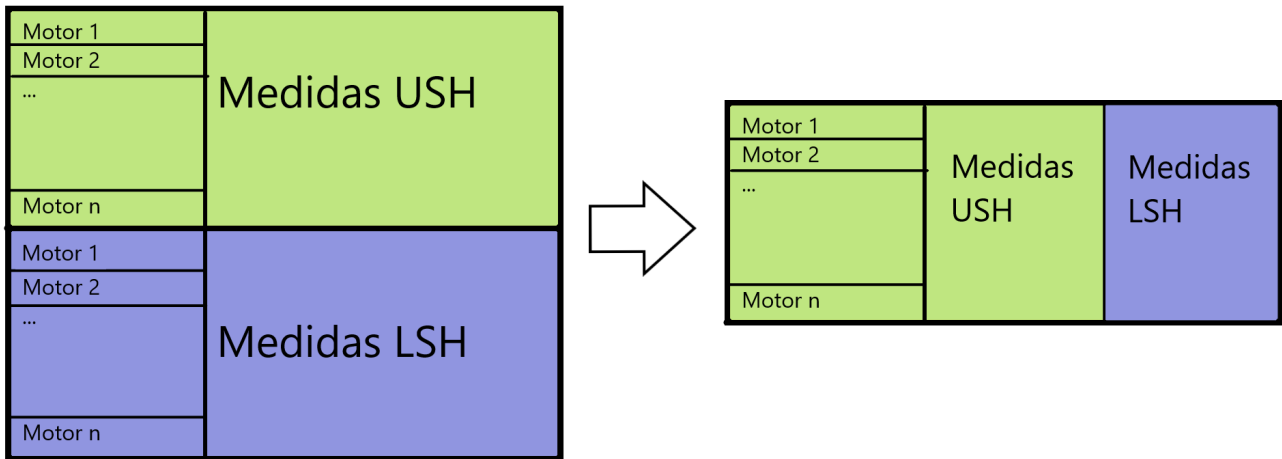 Motor 1
Motor 2
...
Motor n
Medidas USH
Motor 1
Motor 2
...
Motor n
Medidas LSH
Motor 1
Motor 2
...
Motor n
Medidas
USH
Medidas
LSH